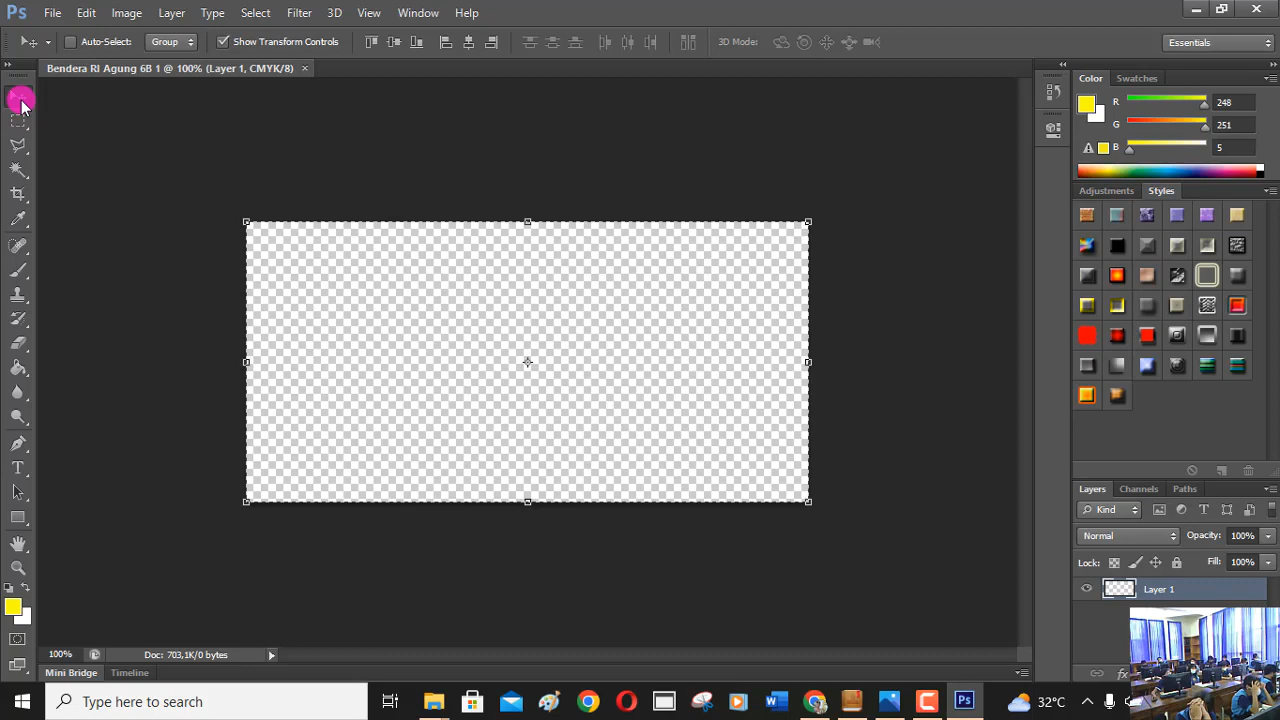 Ps File Edit Image Layer Type Select Filter 3D View Window Help
Auto-Select: Group Show Transform Controls 3D Mode: Essentials
Bendera RI Agung 6B 1 @ 100% (Layer 1, CMYK/8) ×
Color Swatches
R 248
G 251
B 5
Adjustments Styles
Layers Channels Paths
Kind
Normal Opacity: 100%
Lock: Fill: 100%
Layer 1
100% Doc: 703,1K/0 bytes
Mini Bridge Timeline
Type here to search
32°C